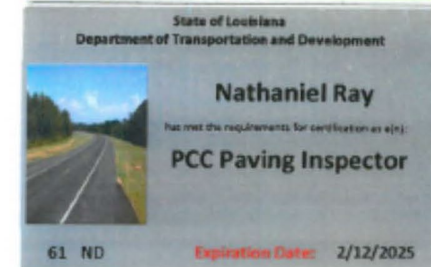 State of Louisiana
Department of Transportation and Development
Nathaniel Ray
has met the requirements for certification as a(n):
PCC Paving Inspector
61 ND
Expiration Date: 2/12/2025